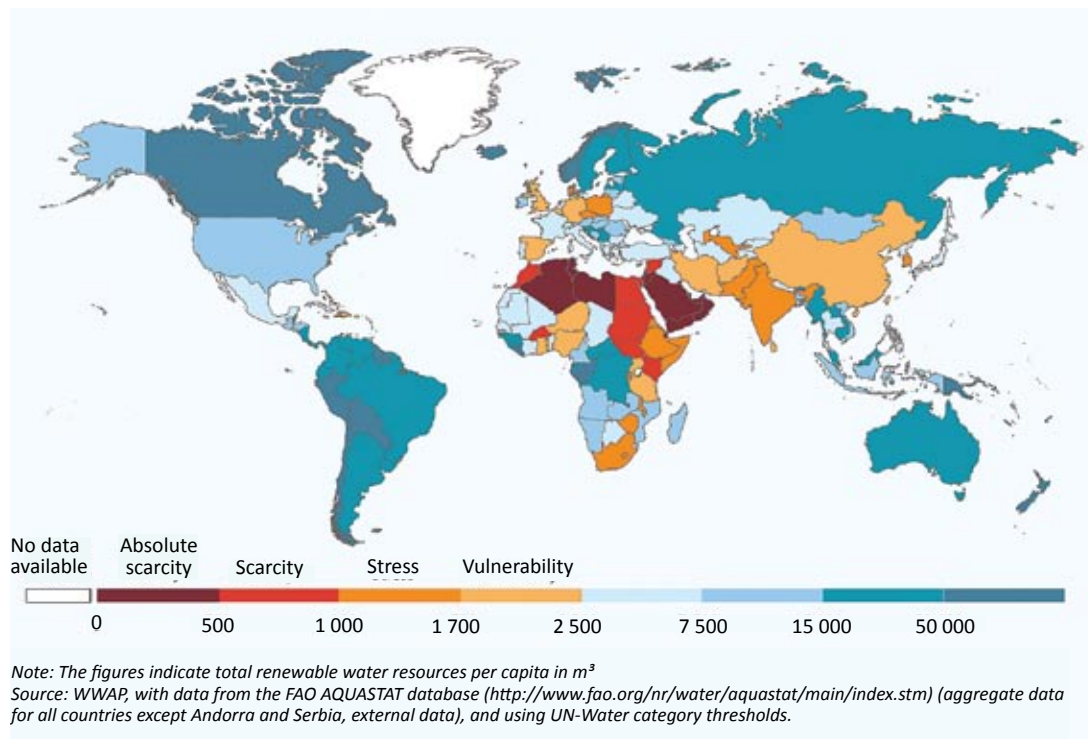 No data
available
Absolute
scarcity
Scarcity
Stress
Vulnerability
0
500
1 000
1 700
2 500
7 500
15 000
50 000
Note: The figures indicate total renewable water resources per capita in m³
Source: WWAP, with data from the FAO AQUASTAT database (http://www.fao.org/nr/water/aquastat/main/index.stm) (aggregate data
for all countries except Andorra and Serbia, external data), and using UN-Water category thresholds.